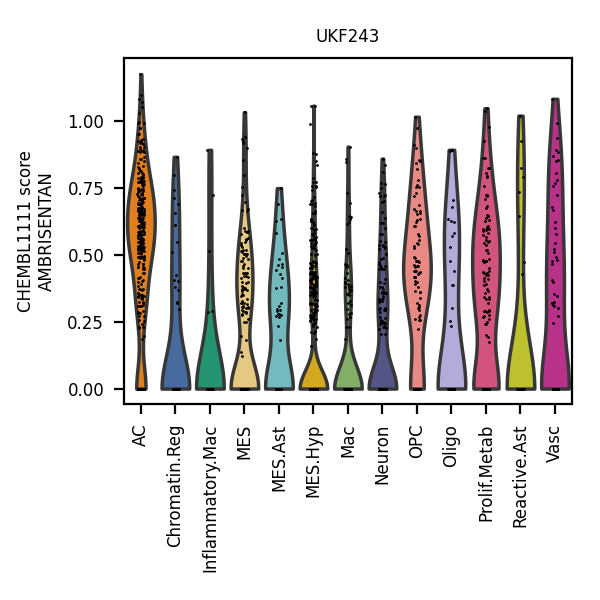 UKF243
CHEMBL1111 score
AMBRISENTAN
1.00
0.75
0.50
0.25
0.00
AC
Chromatin.Reg
Inflammatory.Mac
MES
MES.Ast
MES.Hyp
Mac
Neuron
OPC
Oligo
Prolif.Metab
Reactive.Ast
Vasc